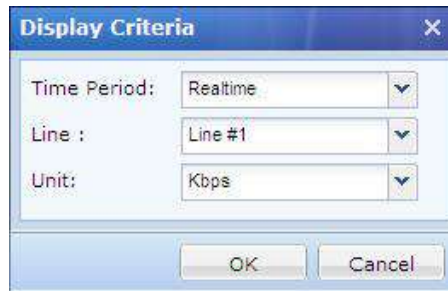 Display Criteria
Time Period: Realtime
Line : Line #1
Unit: Kbps
OK Cancel